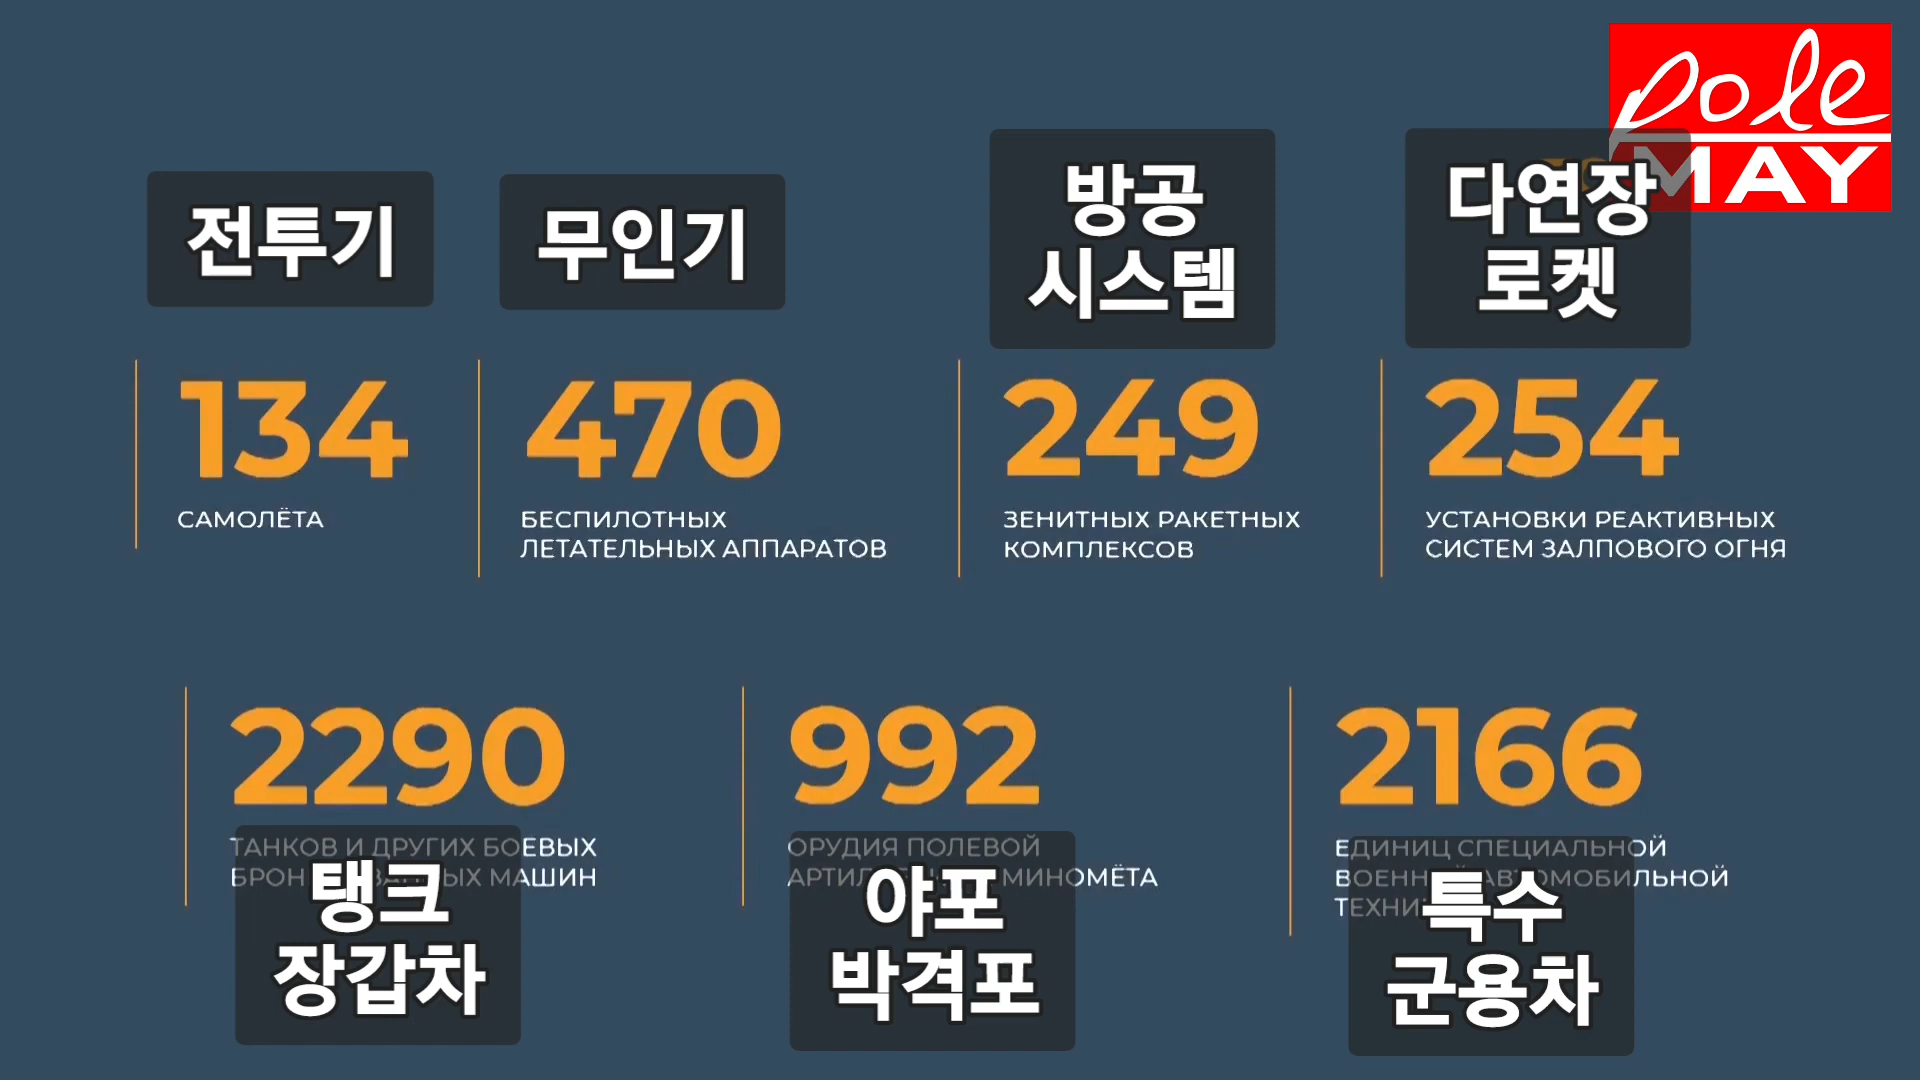 pole
MAY
전투기
무인기
방공
시스템
다연장
로켓
134
САМОЛЁТА
470
БЕСПИЛОТНЫХ
ЛЕТАТЕЛЬНЫХ АППАРАТОВ
249
ЗЕНИТНЫХ РАКЕТНЫХ
КОМПЛЕКСОВ
254
УСТАНОВКИ РЕАКТИВНЫХ
СИСТЕМ ЗАЛПОВОГО ОГНЯ
2290
ТАНКОВ И ДРУГИХ БОЕВЫХ
МАШИН
탱크
장갑차
992
ОРУДИЯ ПОЛЕВОЙ
МИНОМЁТА
야포
박격포
2166
ЕДИНИЦ СПЕЦИАЛЬНОЙ
АВТОМОБИЛЬНОЙ
특수
군용차